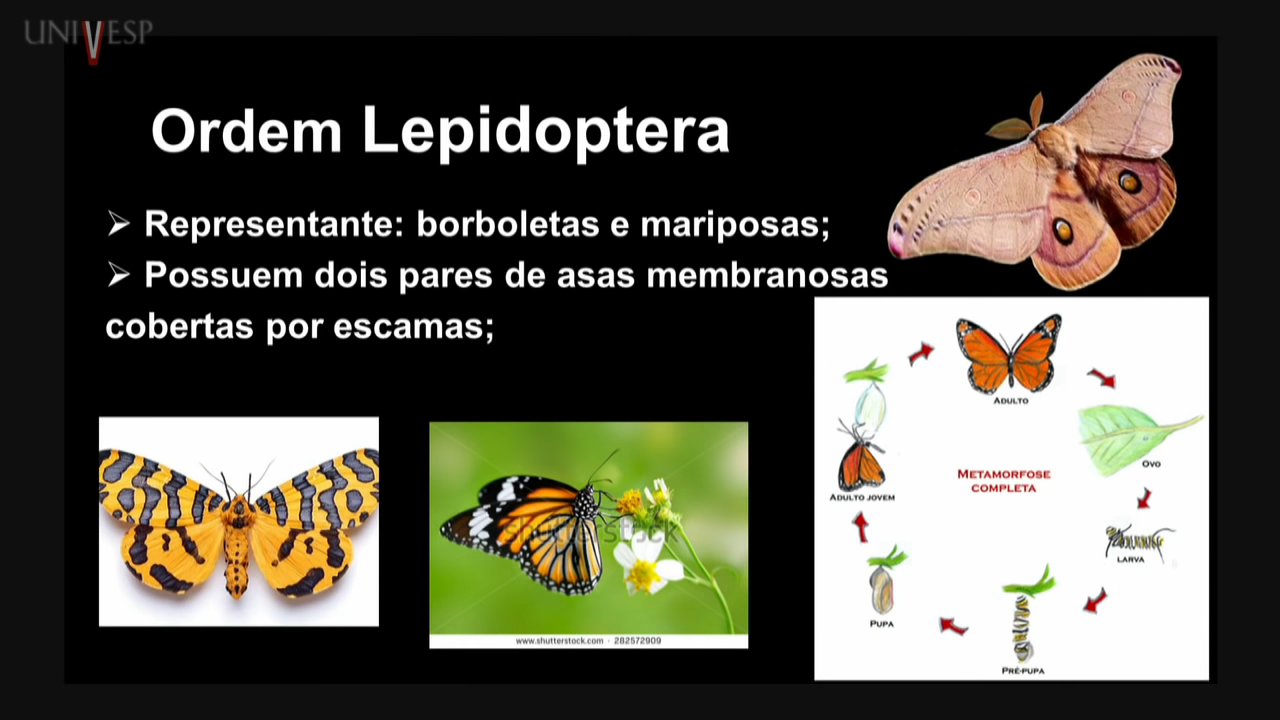 UNIVESP
Ordem Lepidoptera
➢ Representante: borboletas e mariposas;
➢ Possuem dois pares de asas membranosas
cobertas por escamas;
shutterstock
www.shutterstock.com · 282572909
ADULTO
OVO
LARVA
PRÉ-PUPA
PUPA
ADULTO JOVEM
METAMORFOSE
COMPLETA